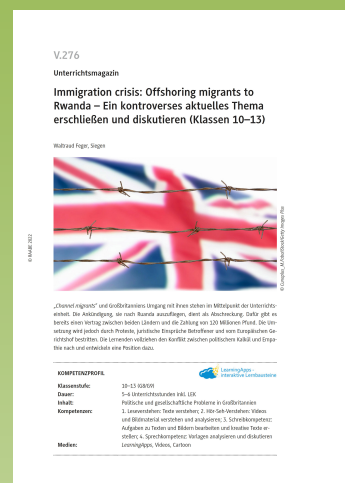 V.276
Unterrichtsmagazin
Immigration crisis: Offshoring migrants to
Rwanda – Ein kontroverses aktuelles Thema
erschließen und diskutieren (Klassen 10–13)
Waltraud Feger, Siegen
© RAABE 2022
„Channel migrants“ und Großbritanniens Umgang mit ihnen stehen im Mittelpunkt der Unterrichts-
einheit. Die Ankündigung, sie nach Ruanda auszufliegen, dient als Abschreckung. Dafür gibt es
bereits einen Vertrag zwischen beiden Ländern und die Zahlung von 120 Millionen Pfund. Die Um-
setzung wird jedoch durch Proteste, juristische Einsprüche Betroffener und vom Europäischen Ge-
richtshof bestritten. Die Lernenden vollziehen den Konflikt zwischen politischem Kalkül und Empa-
thie nach und entwickeln eine Position dazu.
KOMPETENZPROFIL
LearningApps –
interaktive Lernbausteine
Klassenstufe: 10–13 (G8/G9)
Dauer: 5–6 Unterrichtsstunden inkl. LEK
Inhalt: Politische und gesellschaftliche Probleme in Großbritannien
Kompetenzen: 1. Leseverstehen: Texte verstehen; 2. Hör-Seh-Verstehen: Videos
und Bildmaterial verstehen und analysieren; 3. Schreibkompetenz:
Aufgaben zu Texten und Bildern bearbeiten und kreative Texte er-
stellen; 4. Sprechkompetenz: Vorlagen analysieren und diskutieren
Medien: LearningApps, Videos, Cartoon